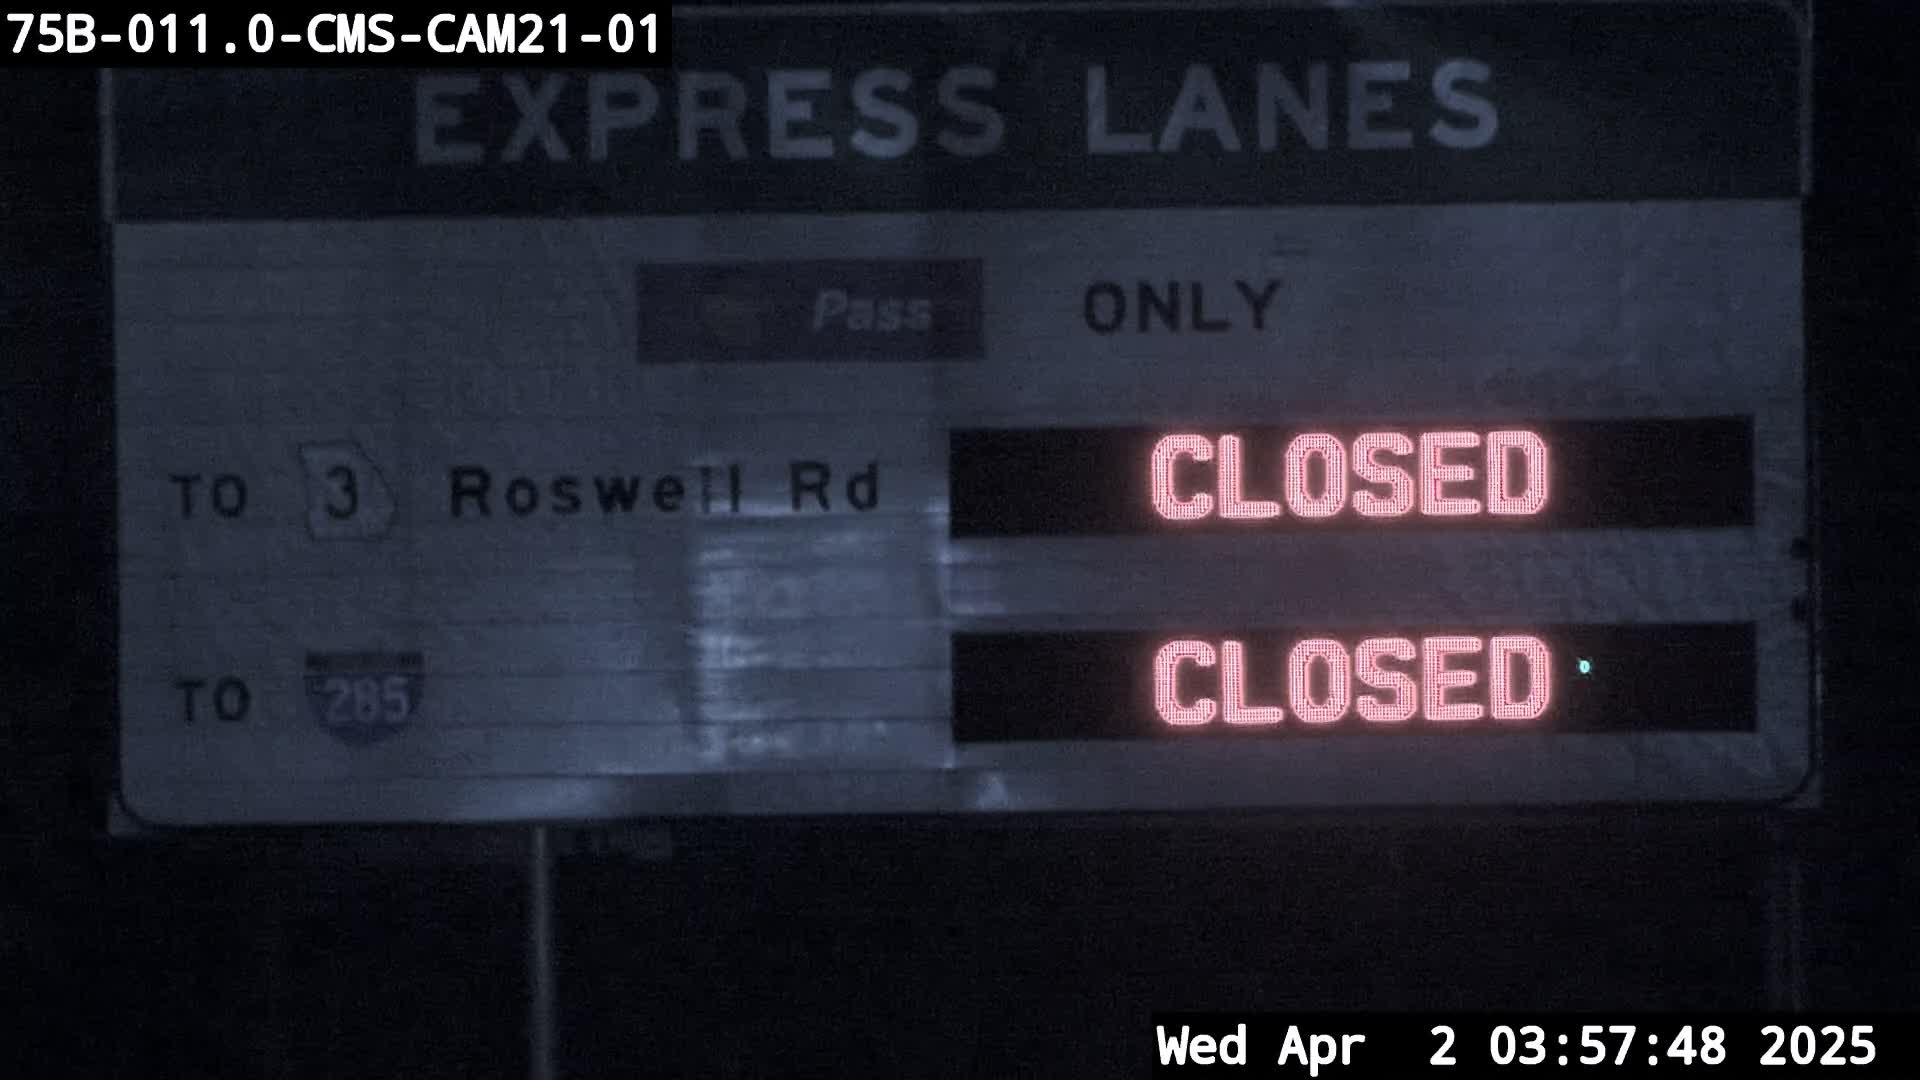 75B-011.0-CMS-CAM21-01
EXPRESS LANES
Pass ONLY
TO 3 Roswell Rd CLOSED
TO 285 CLOSED
Wed Apr 2 03:57:48 2025